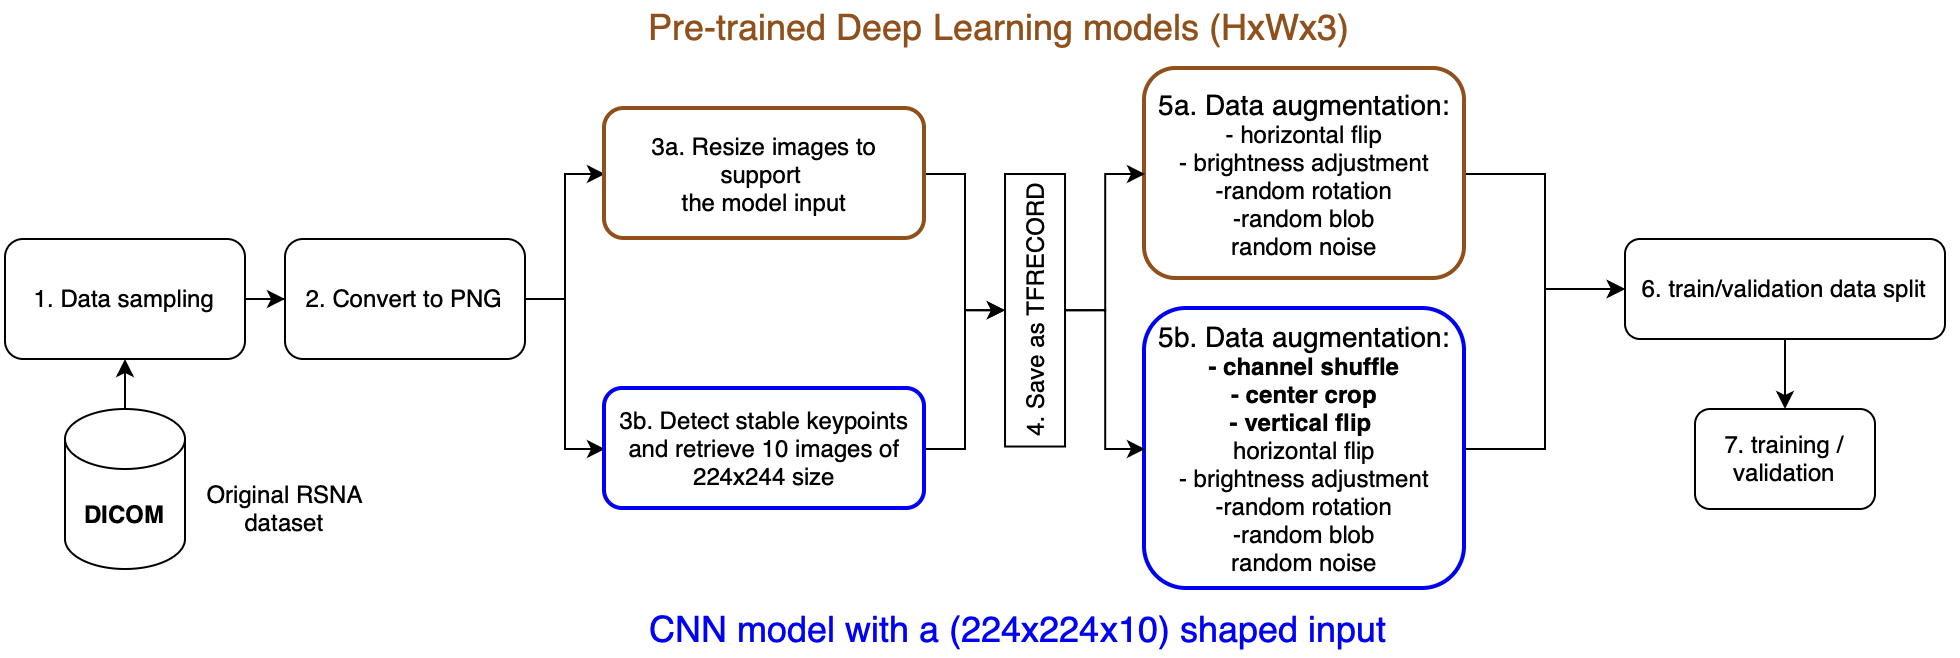 Pre-trained Deep Learning models (HxWx3)
1. Data sampling
DICOM
Original RSNA
dataset
2. Convert to PNG
3a. Resize images to
support
the model input
3b. Detect stable keypoints
and retrieve 10 images of
224x244 size
4. Save as TFRECORD
5a. Data augmentation:
- horizontal flip
- brightness adjustment
-random rotation
-random blob
random noise
5b. Data augmentation:
- channel shuffle
- center crop
- vertical flip
horizontal flip
- brightness adjustment
-random rotation
-random blob
random noise
6. train/validation data split
7. training /
validation
CNN model with a (224x224x10) shaped input